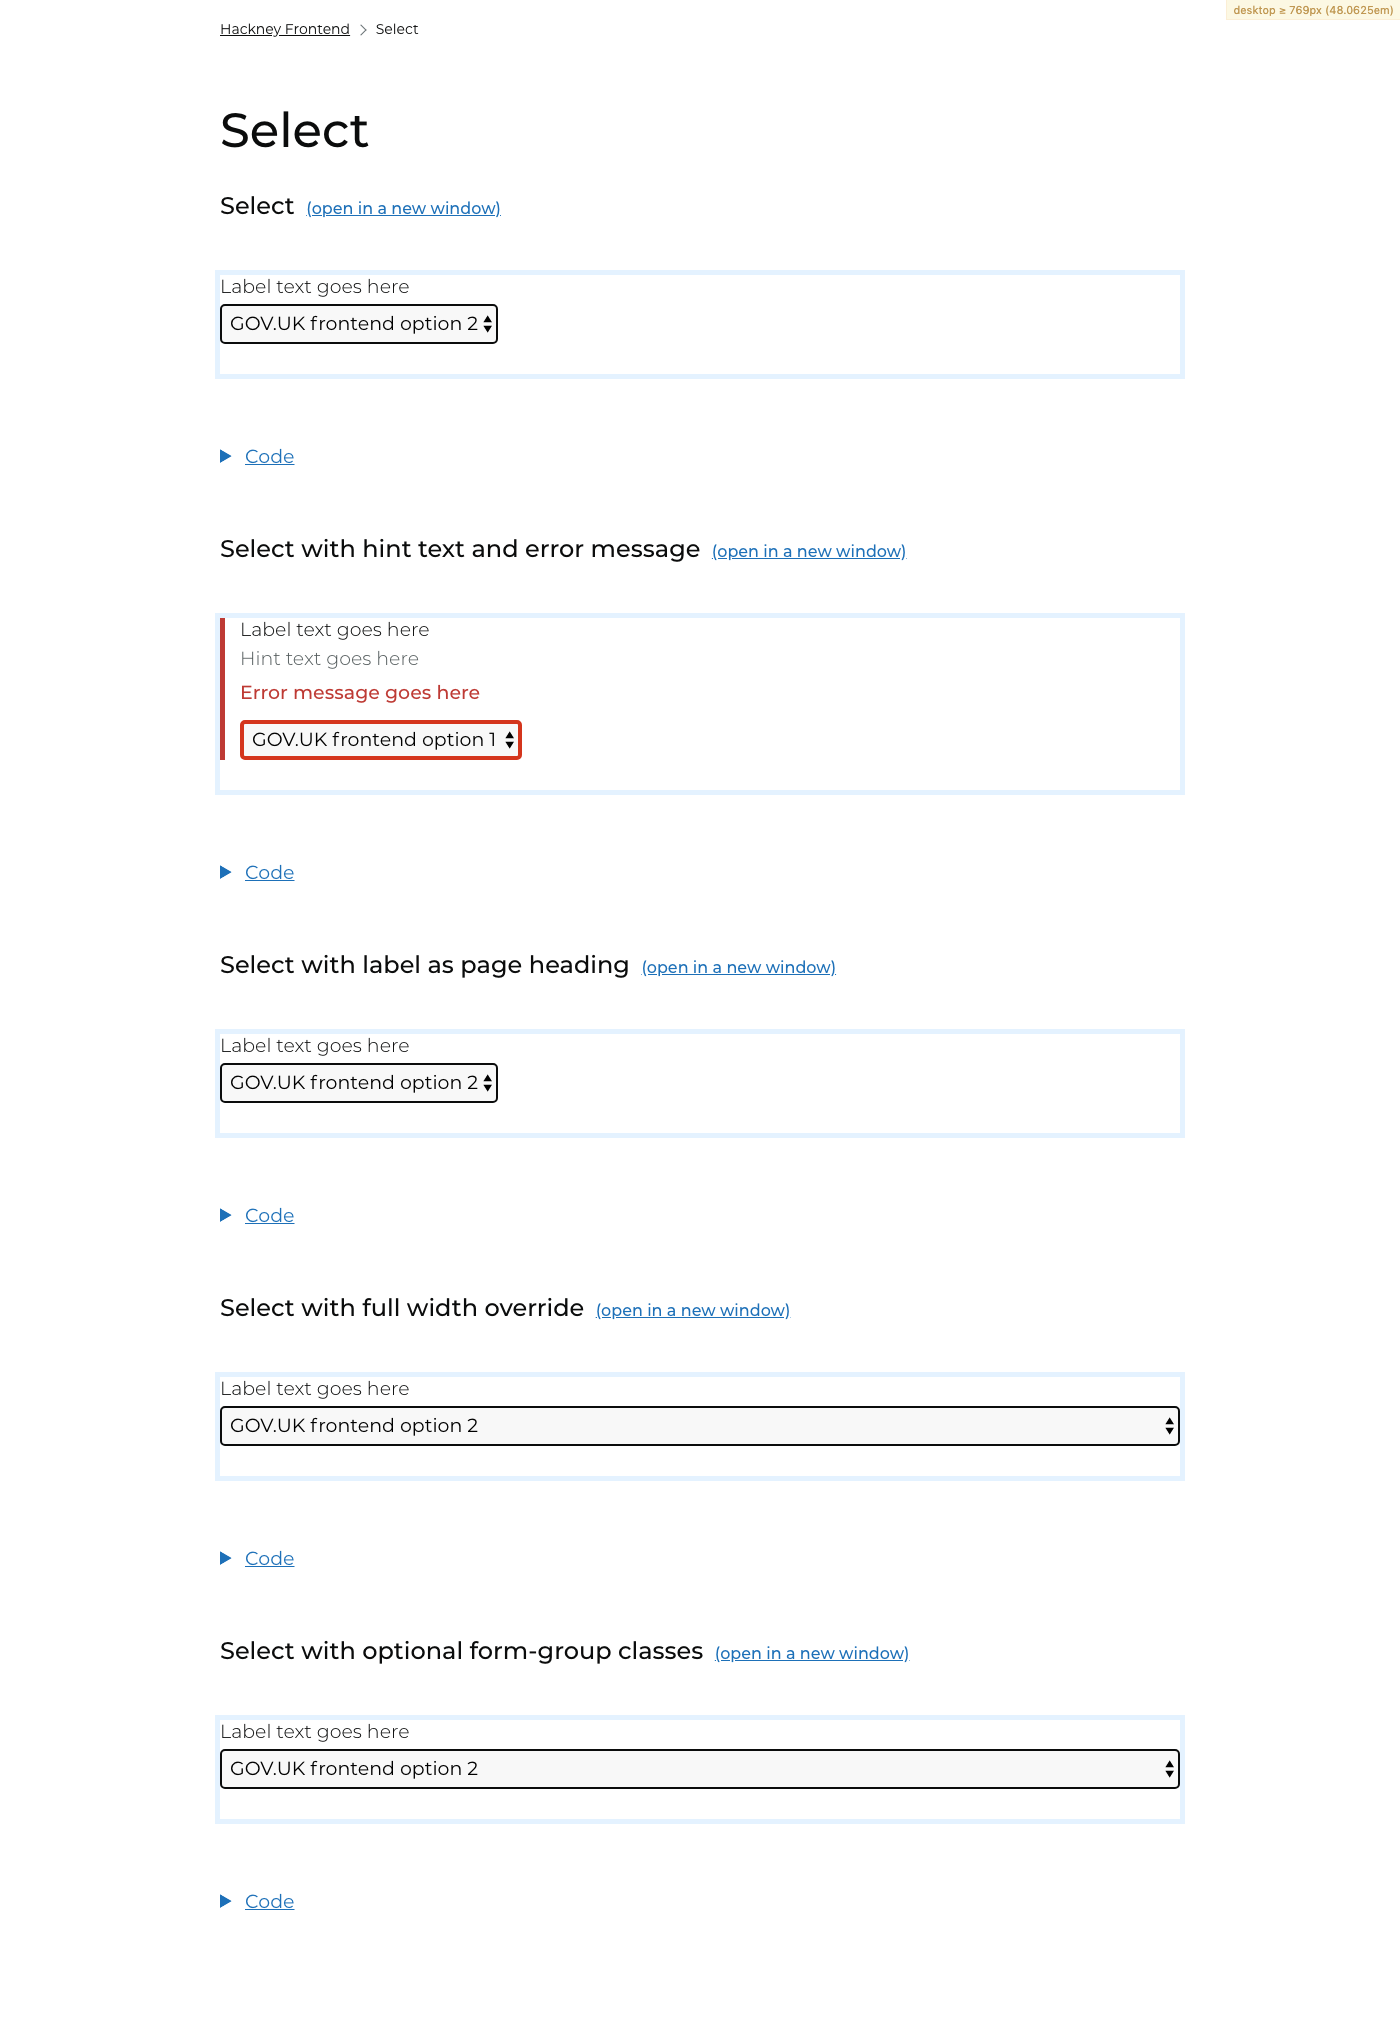 desktop ≥ 769px (48.0625em)
Hackney Frontend > Select
Select
Select (open in a new window)
Label text goes here
GOV.UK frontend option 2
Code
Select with hint text and error message (open in a new window)
Label text goes here
Hint text goes here
Error message goes here
GOV.UK frontend option 1
Code
Select with label as page heading (open in a new window)
Label text goes here
GOV.UK frontend option 2
Code
Select with full width override (open in a new window)
Label text goes here
GOV.UK frontend option 2
Code
Select with optional form-group classes (open in a new window)
Label text goes here
GOV.UK frontend option 2
Code